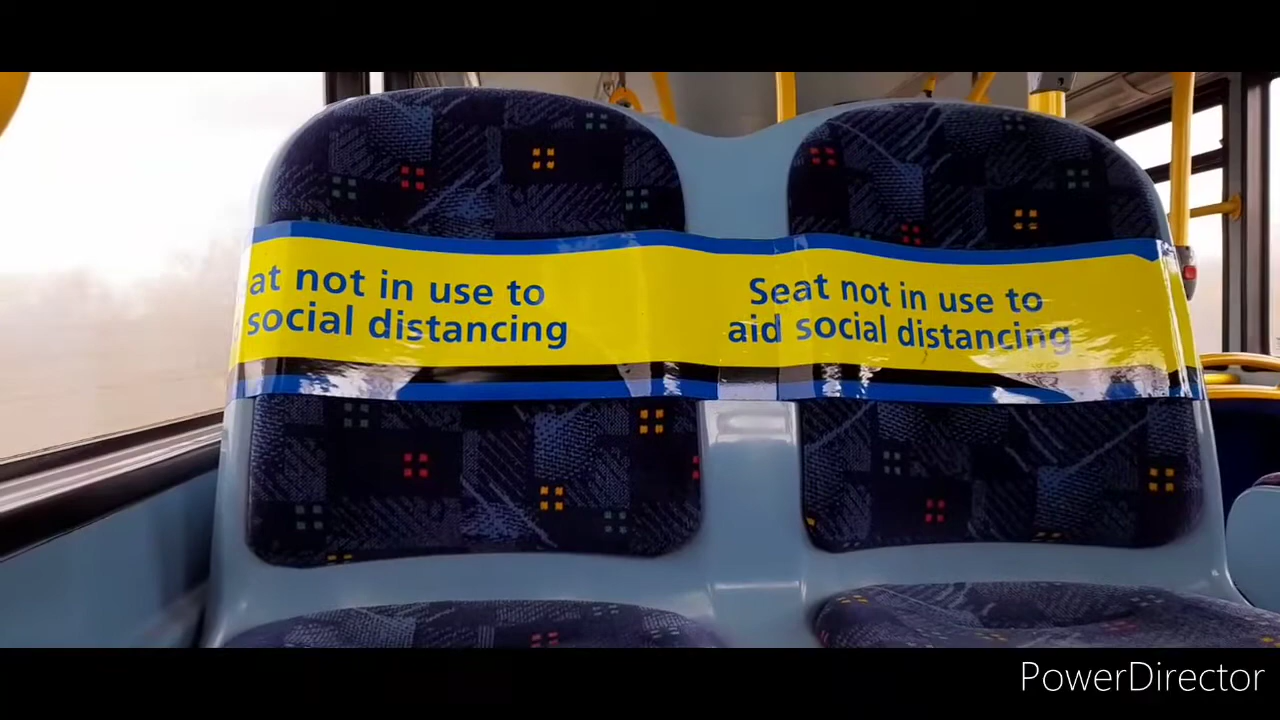 at not in use to
social distancing
Seat not in use to
aid social distancing
PowerDirector